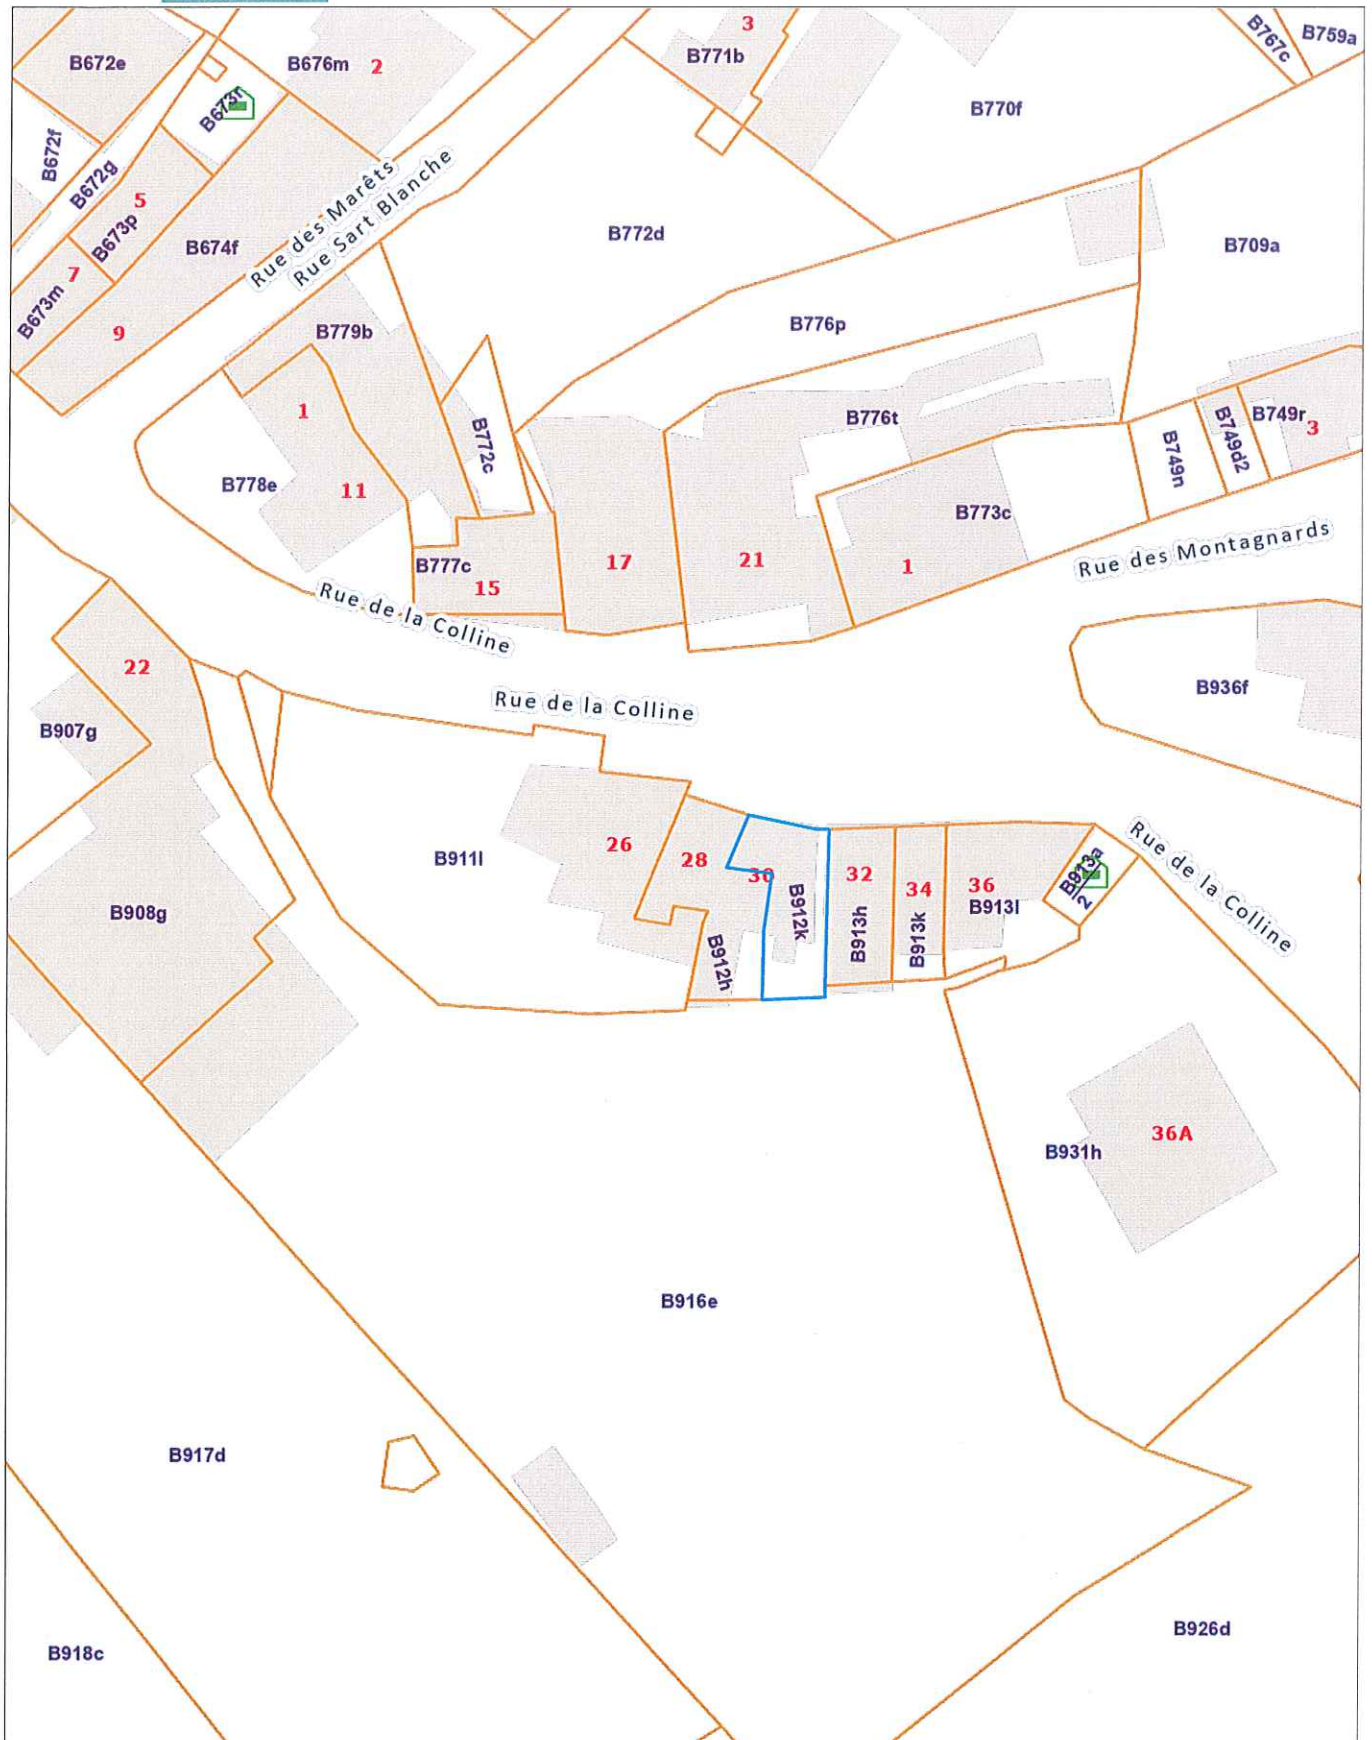 3
B767c
B759a
B672e
B676m
2
B771b
B673r
B770f
B672f
B672g
5
B673p
B674f
Rue des Marêts
Rue Sart Blanche
B772d
B709a
7
B673m
9
B779b
B776p
1
B772c
B776t
B749d2
B749r
3
B749n
B778e
11
B773c
B777c
15
17
21
1
Rue des Montagnards
Rue de la Colline
22
B936f
Rue de la Colline
B907g
26
28
30
32
34
36
B911l
B912k
B913h
B913k
B913l
B913a
2
Rue de la Colline
B908g
B912h
36A
B931h
B916e
B917d
B926d
B918c